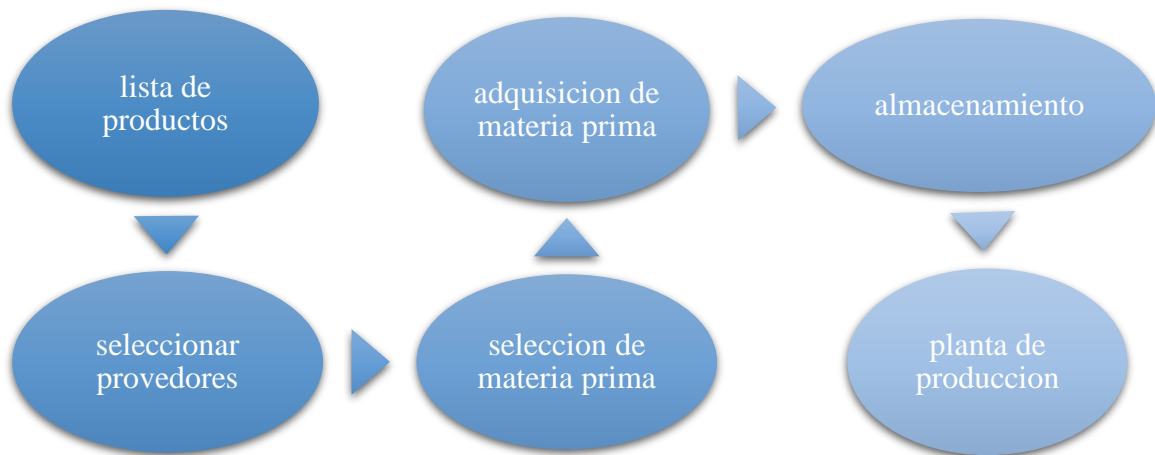 lista de
productos
seleccionar
provedores
seleccion de
materia prima
adquisicion de
materia prima
almacenamiento
planta de
produccion